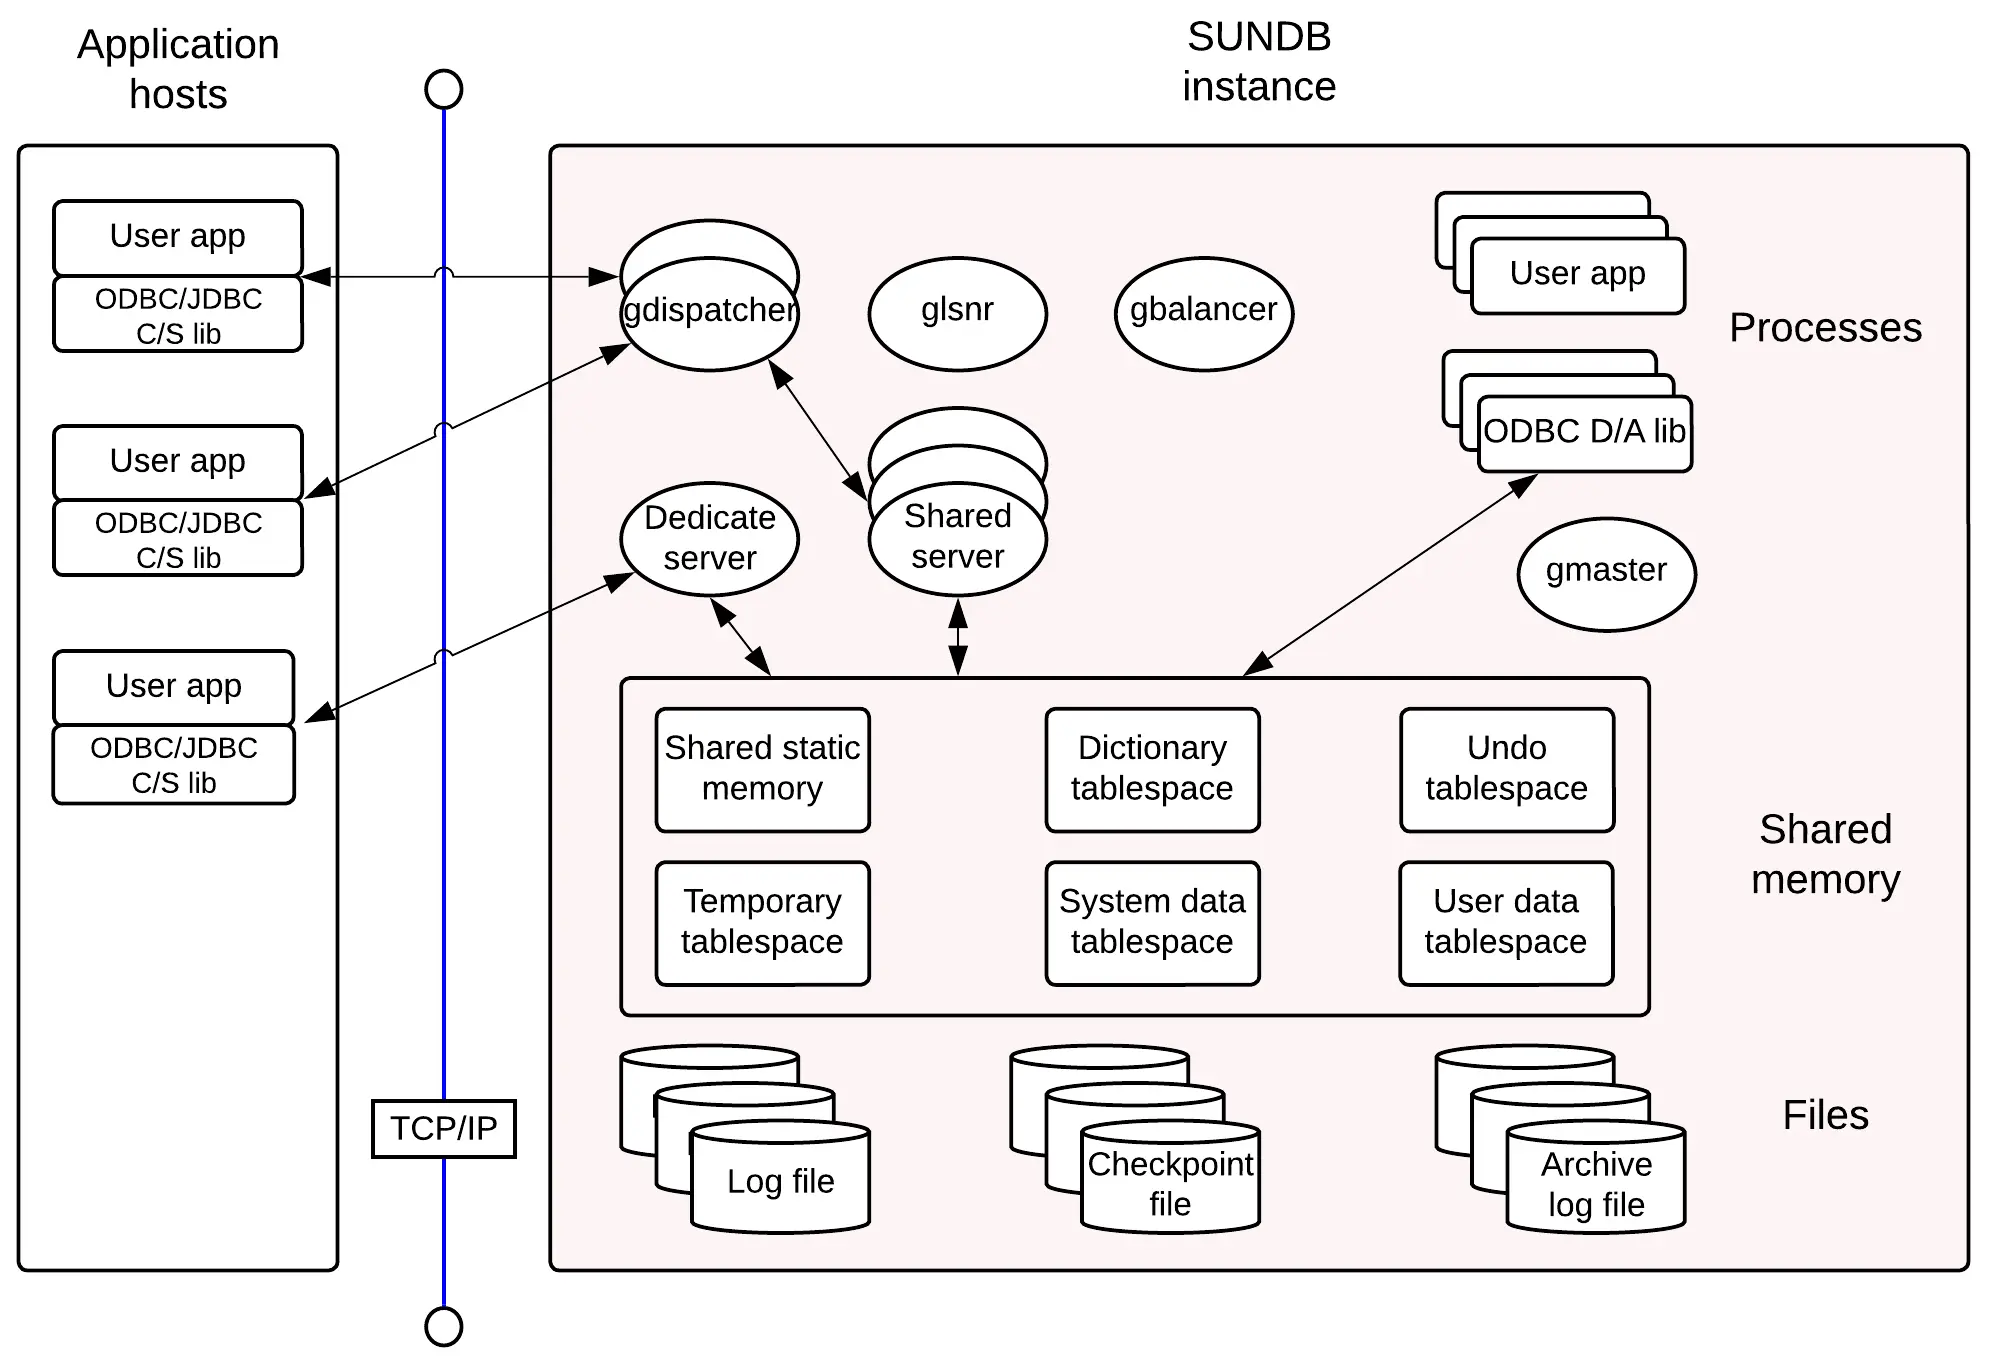 Application
hosts
SUNDB
instance
User app
ODBC/JDBC
C/S lib
User app
ODBC/JDBC
C/S lib
User app
ODBC/JDBC
C/S lib
TCP/IP
gdispatcher
glsnr
gbalancer
User app
Processes
ODBC D/A lib
Dedicate
server
Shared
server
gmaster
Shared static
memory
Dictionary
tablespace
Undo
tablespace
Temporary
tablespace
System data
tablespace
User data
tablespace
Shared
memory
Log file
Checkpoint
file
Archive
log file
Files